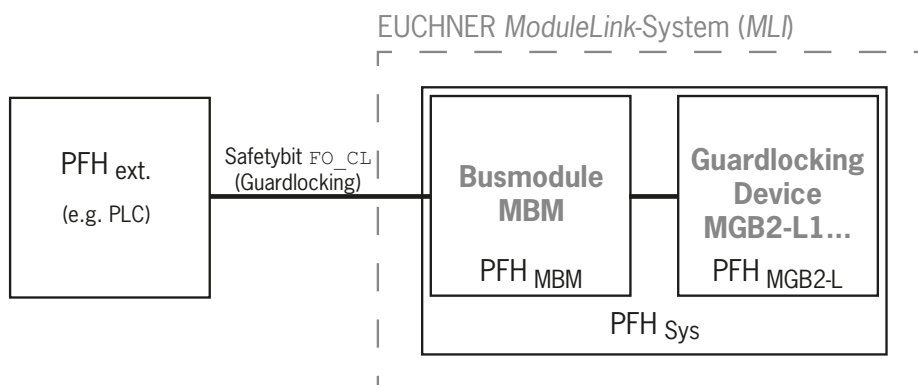 EUCHNER ModuleLink-System (MLI)
PFH ext.
(e.g. PLC)
Safetybit FO_CL
(Guardlocking)
Busmodule
MBM
PFH MBM
Guardlocking
Device
MGB2-L1...
PFH MGB2-L
PFH Sys